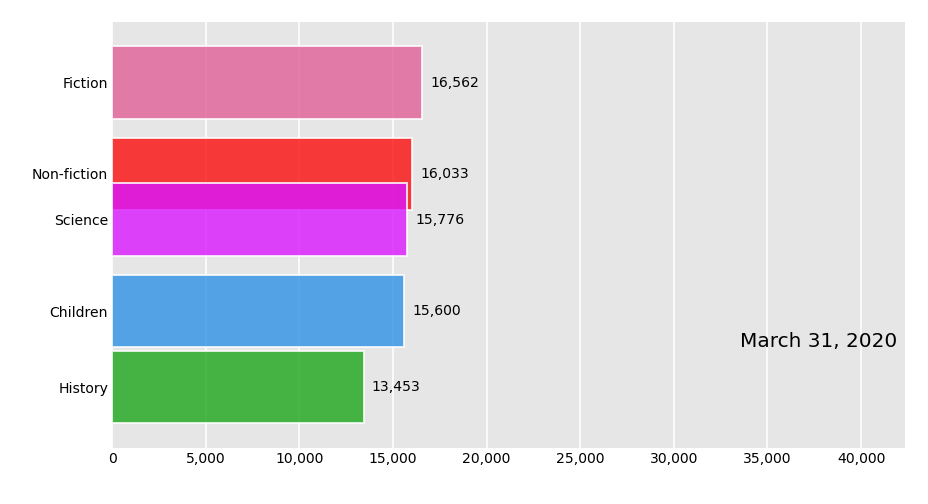 Fiction 16,562
Non-fiction 16,033
Science 15,776
Children 15,600
March 31, 2020
History 13,453
0 5,000 10,000 15,000 20,000 25,000 30,000 35,000 40,000